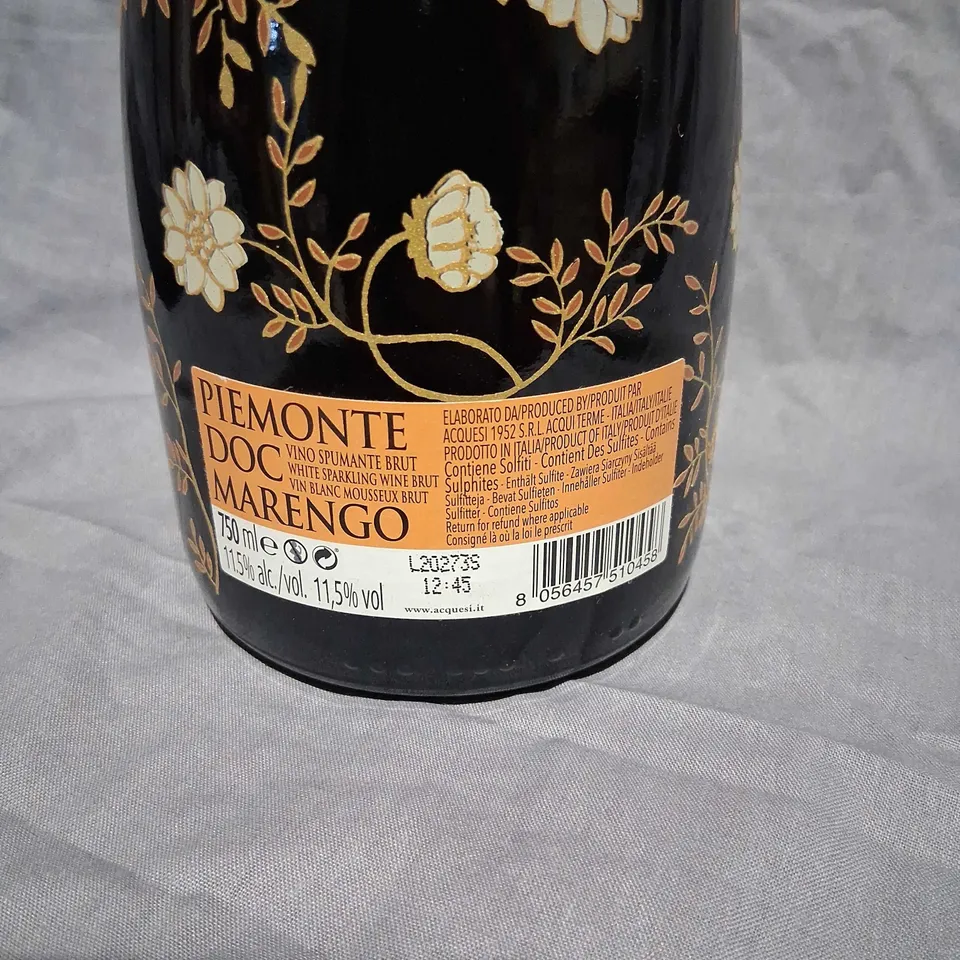 PIEMONTE
DOC
MARENGO
VINO SPUMANTE BRUT
WHITE SPARKLING WINE BRUT
VIN BLANC MOUSSEUX BRUT
ELABORATO DA/PRODUCED BY/PRODUIT PAR
ACQUESI 1952 S.R.L. ACQUI TERME - ITALIA/ITALY/ITALIE
PRODOTTO IN ITALIA/PRODUCT OF ITALY/PRODUIT D'ITALIE
Contiene Solfiti - Contient Des Sulfites - Contains
Sulphites - Enthält Sulfite - Zawiera Siarczyny Sisältää
Sulfitteja - Bevat Sulfieten - Innehåller Sulfiter - Indeholder
Sulfitter - Contiene Sulfitos
Return for refund where applicable
Consigné là où la loi le prescrit
750 ml e
11.5% alc./vol. 11,5% vol
L20273S
12:45
www.acquesi.it
8 056457 510458